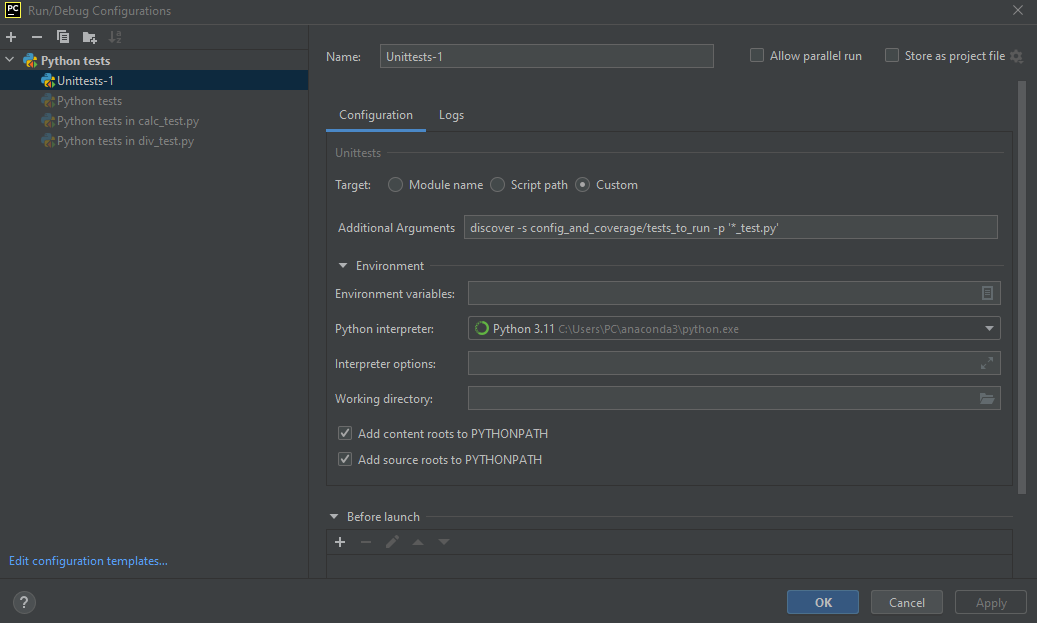 PC Run/Debug Configurations
Python tests
Unittests-1
Python tests
Python tests in calc_test.py
Python tests in div_test.py
Edit configuration templates...
Name: Unittests-1 Allow parallel run Store as project file
Configuration Logs
Unittests
Target: Module name Script path Custom
Additional Arguments discover -s config_and_coverage/tests_to_run -p '*_test.py'
Environment
Environment variables:
Python interpreter: Python 3.11 C:\Users\PC\anaconda3\python.exe
Interpreter options:
Working directory:
Add content roots to PYTHONPATH
Add source roots to PYTHONPATH
Before launch
? OK Cancel Apply